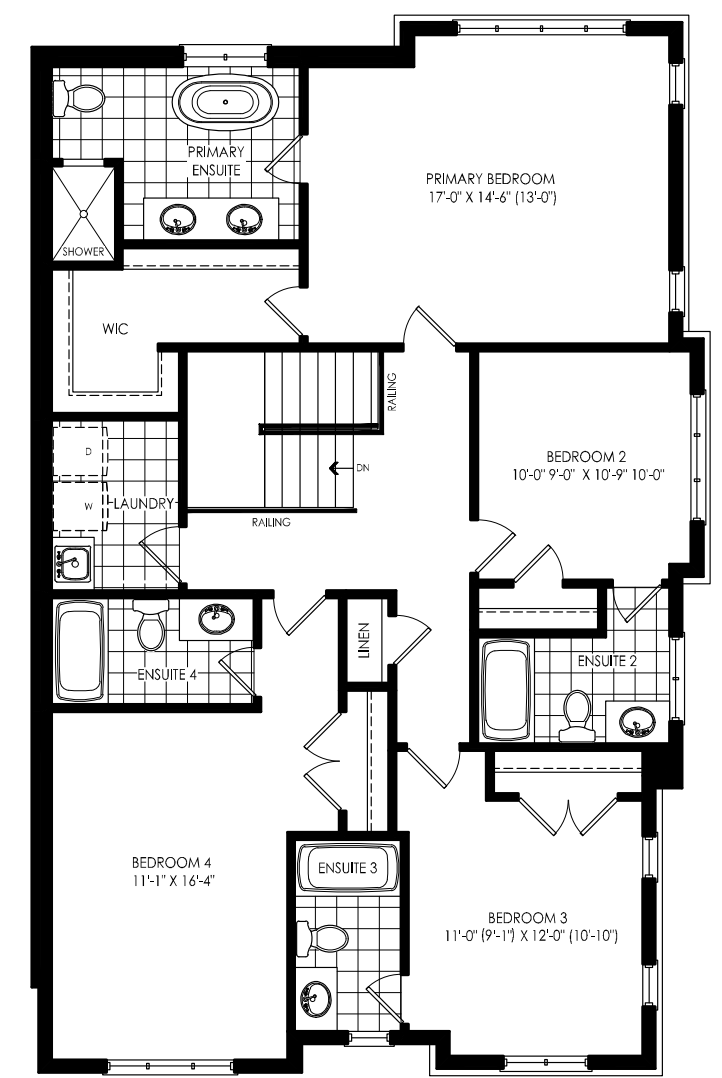 PRIMARY
ENSUITE
PRIMARY BEDROOM
17'-0" X 14'-6" (13'-0")
SHOWER
WIC
RAILING
D
BEDROOM 2
10'-0" 9'-0" X 10'-9" 10'-0"
DN
W
LAUNDRY
RAILING
LINEN
ENSUITE 2
ENSUITE 4
BEDROOM 4
11'-1" X 16'-4"
ENSUITE 3
BEDROOM 3
11'-0" (9'-1") X 12'-0" (10'-10")